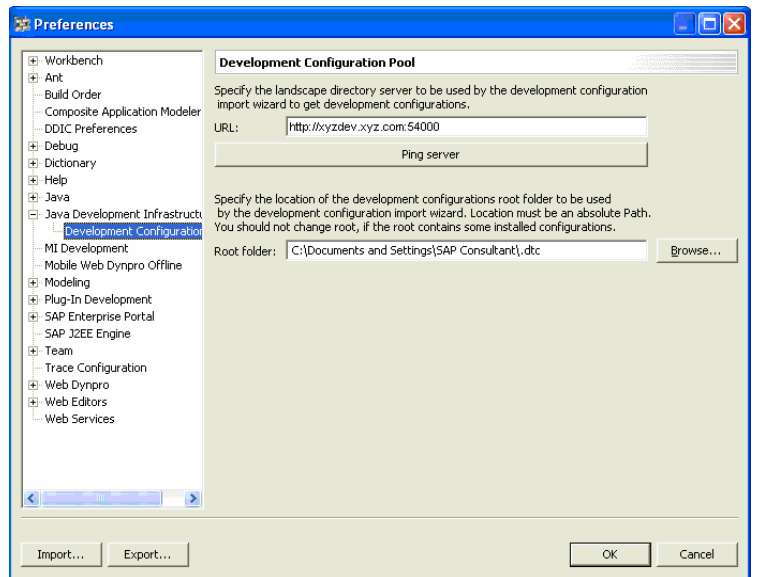 Preferences
Workbench
Ant
Build Order
Composite Application Modeler
DDIC Preferences
Debug
Dictionary
Help
Java
Java Development Infrastructu
Development Configuration
MI Development
Mobile Web Dynpro Offline
Modeling
Plug-In Development
SAP Enterprise Portal
SAP J2EE Engine
Team
Trace Configuration
Web Dynpro
Web Editors
Web Services
Development Configuration Pool
Specify the landscape directory server to be used by the development configuration
import wizard to get development configurations.
URL: http://xyzdev.xyz.com:54000
Ping server
Specify the location of the development configurations root folder to be used
by the development configuration import wizard. Location must be an absolute Path.
You should not change root, if the root contains some installed configurations.
Root folder: C:\Documents and Settings\SAP Consultant\.dtc Browse...
Import... Export... OK Cancel